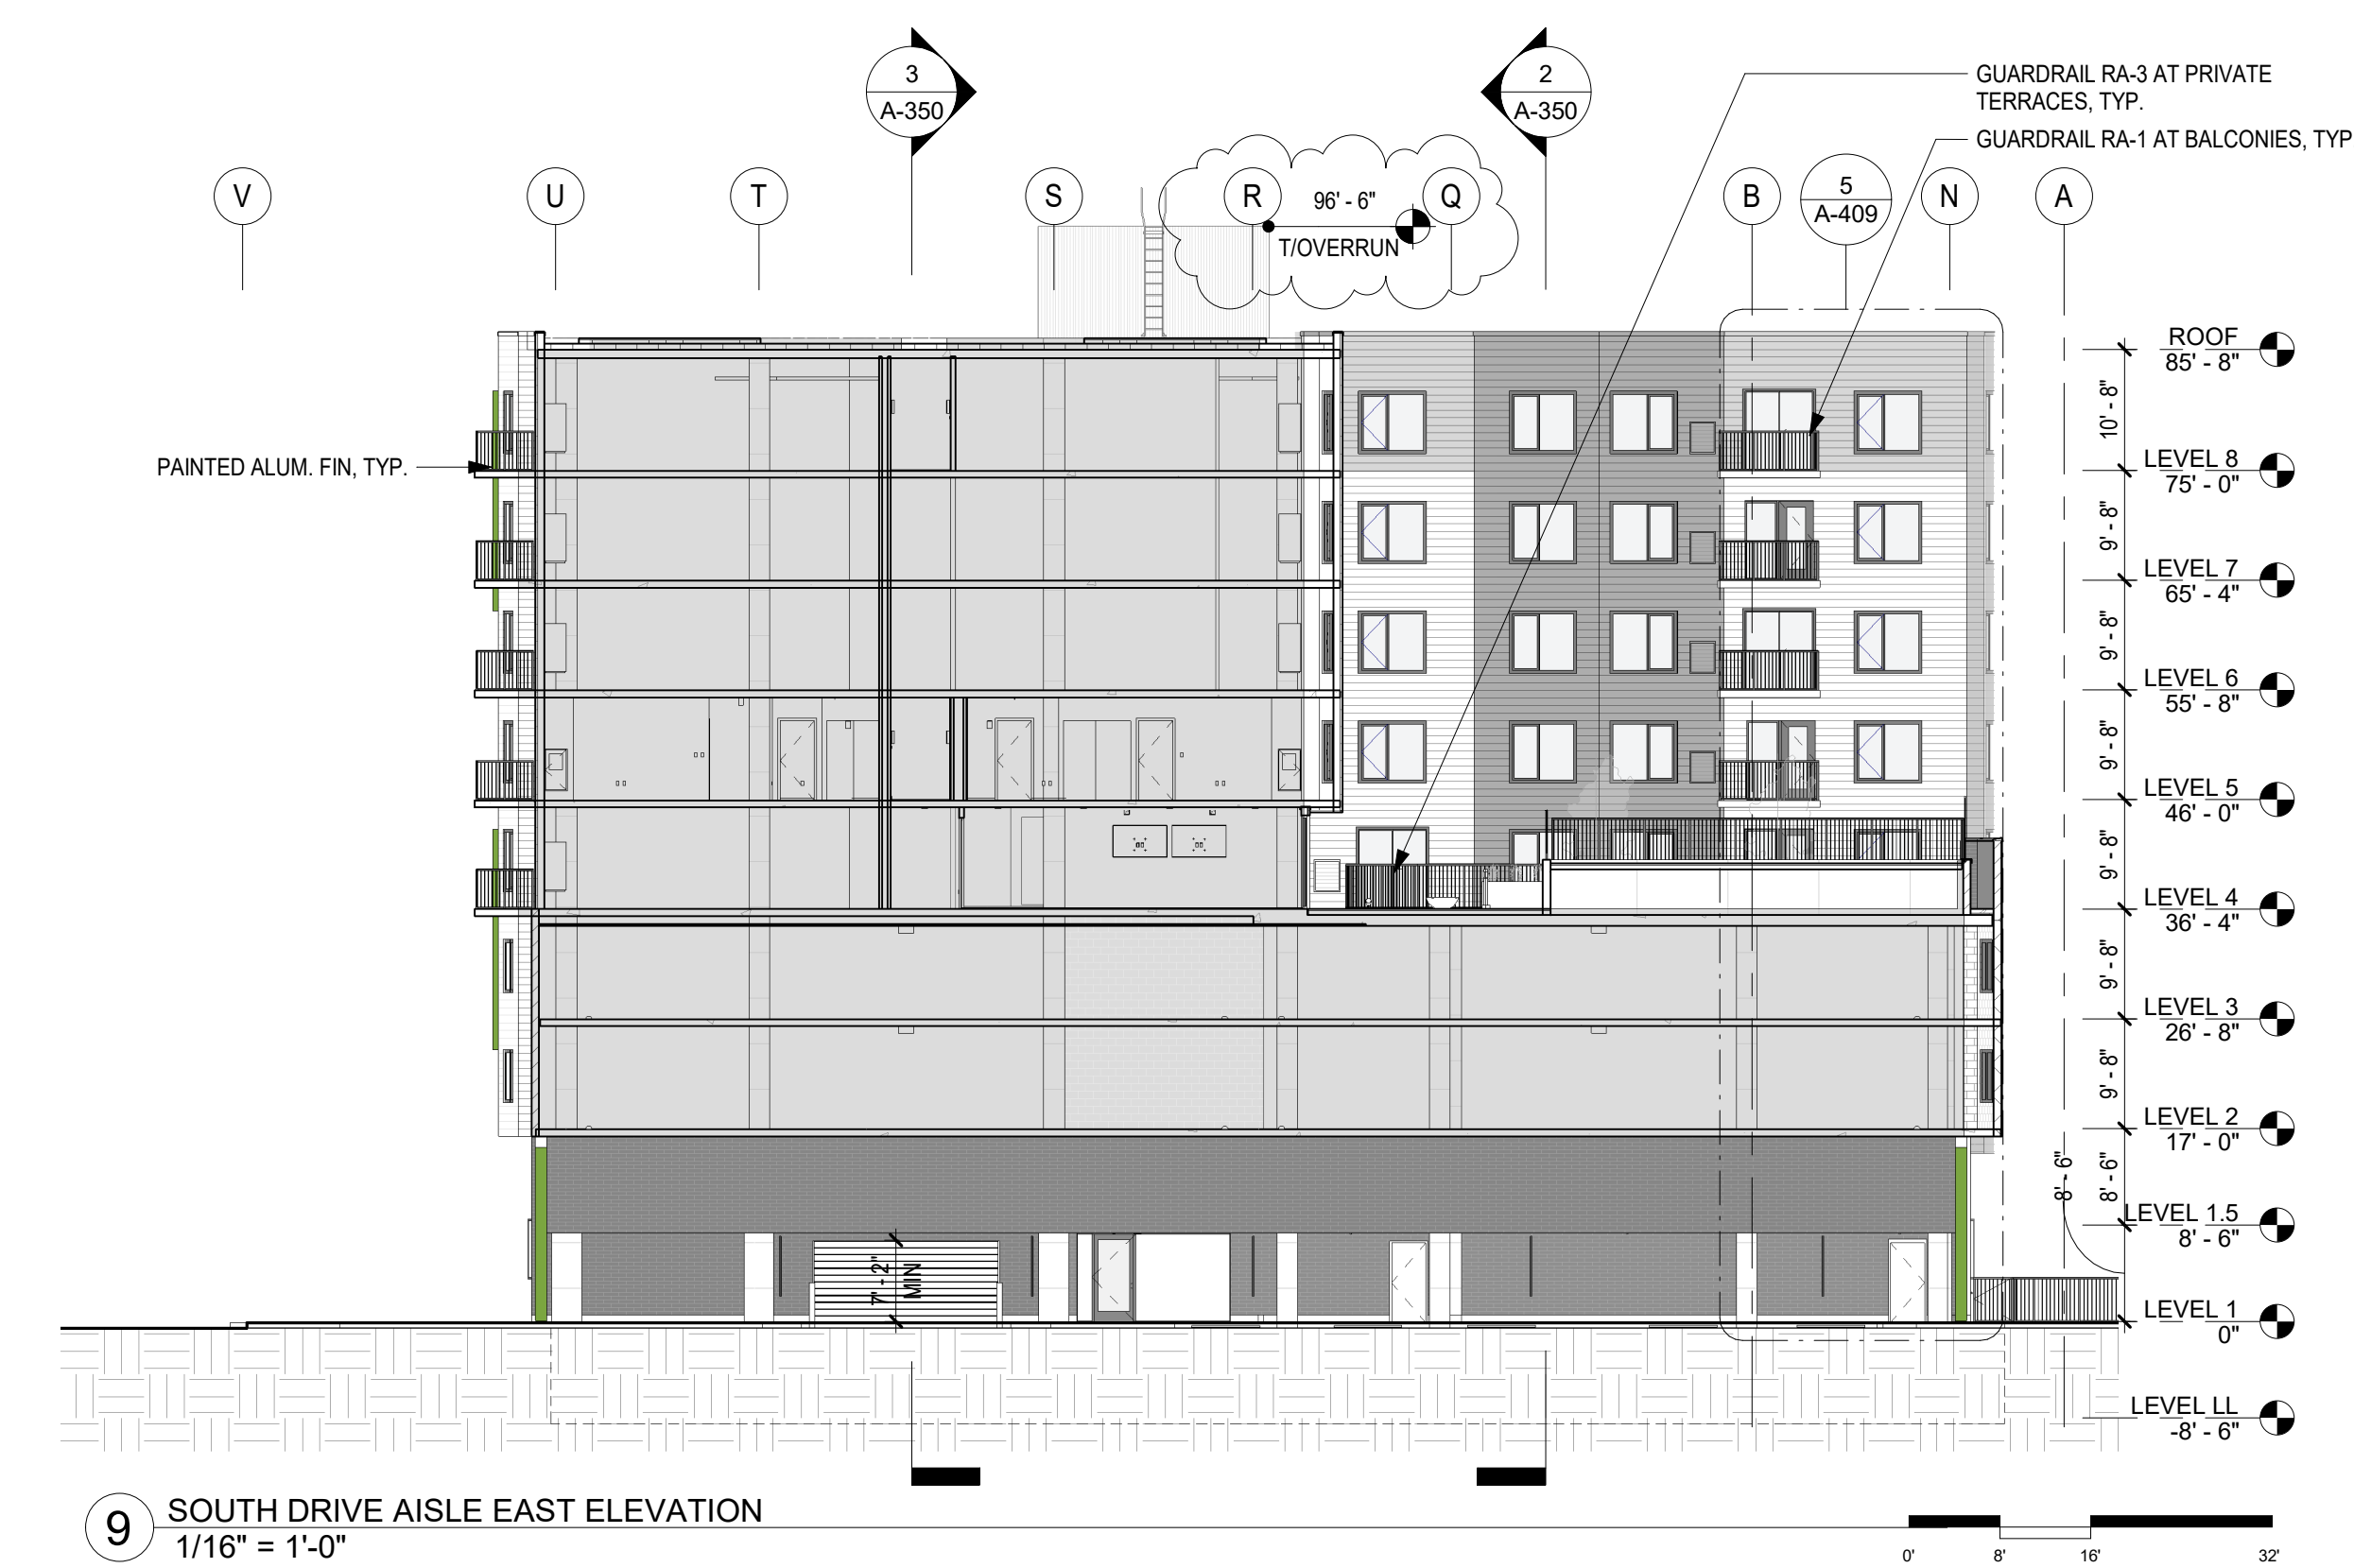 3
A-350
2
A-350
GUARDRAIL RA-3 AT PRIVATE
TERRACES, TYP.
GUARDRAIL RA-1 AT BALCONIES, TYP
V
U
T
S
R
96' - 6"
Q
B
5
A-409
N
A
T/OVERRUN
ROOF
85' - 8"
10' - 8"
PAINTED ALUM. FIN, TYP.
LEVEL 8
75' - 0"
9' - 8"
LEVEL 7
65' - 4"
9' - 8"
LEVEL 6
55' - 8"
9' - 8"
LEVEL 5
46' - 0"
9' - 8"
LEVEL 4
36' - 4"
9' - 8"
LEVEL 3
26' - 8"
9' - 8"
LEVEL 2
17' - 0"
8' - 6"
8' - 6"
LEVEL 1.5
8' - 6"
7' - 2"
MIN
LEVEL 1
0"
LEVEL LL
-8' - 6"
9
SOUTH DRIVE AISLE EAST ELEVATION
1/16" = 1'-0"
0'
8'
16'
32'